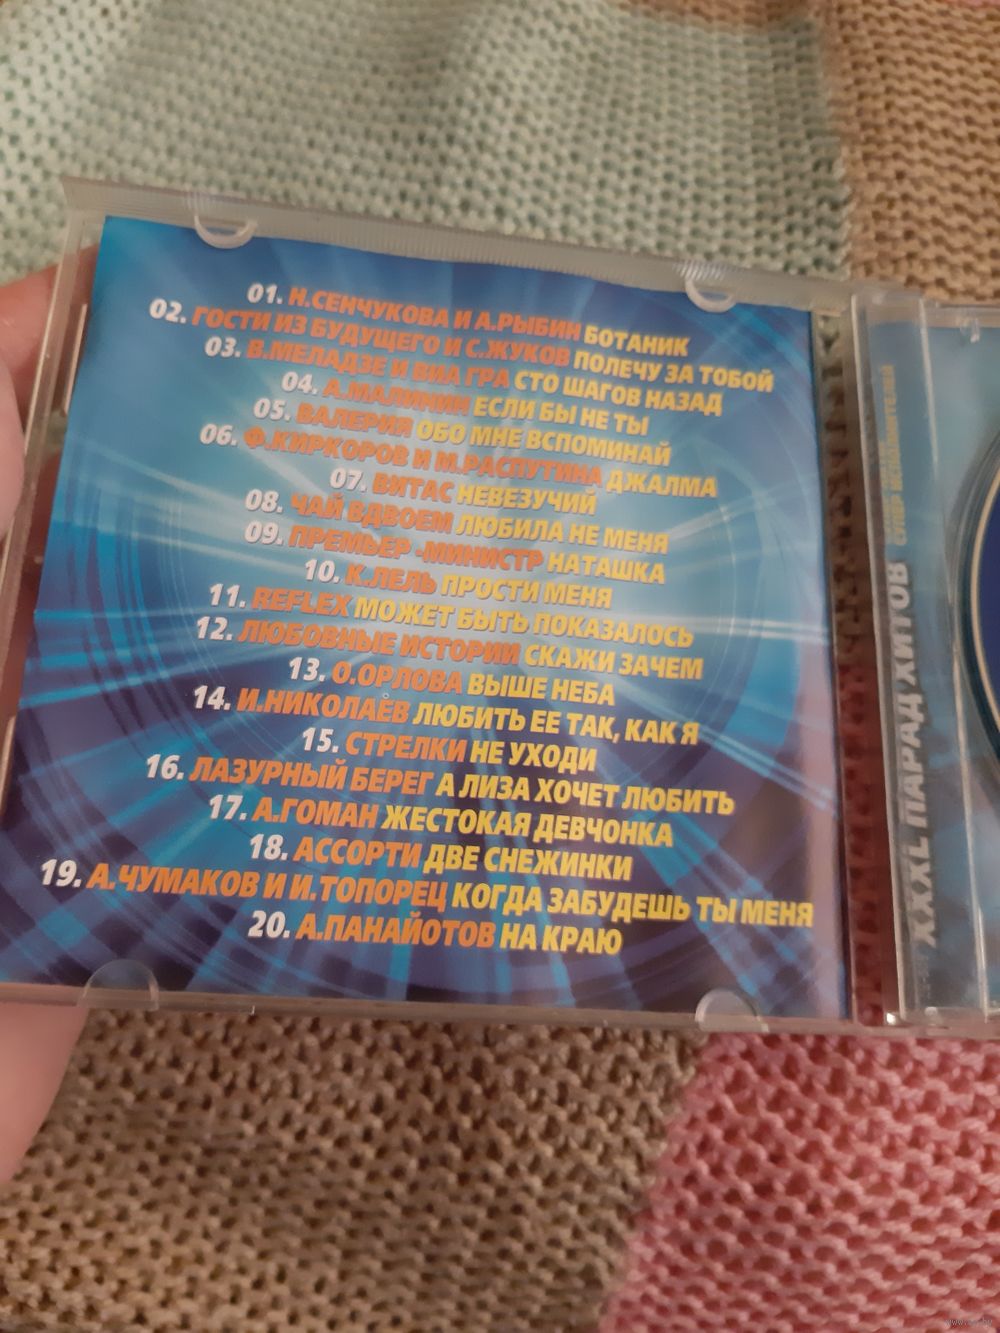 01. Н.СЕНЧУКОВА И А.РЫБИН БОТАНИК
02. ГОСТИ ИЗ БУДУЩЕГО И С.ЖУКОВ ПОЛЕЧУ ЗА ТОБОЙ
03. В.МЕЛАДЗЕ И ВИА ГРА СТО ШАГОВ НАЗАД
04. А.МАЛИНИН ЕСЛИ БЫ НЕ ТЫ
05. ВАЛЕРИЯ ОБО МНЕ ВСПОМИНАЙ
06. Ф.КИРКОРОВ И М.РАСПУТИНА ДЖАЛМА
07. ВИТАС НЕВЕЗУЧИЙ
08. ЧАЙ ВДВОЕМ ЛЮБИЛА НЕ МЕНЯ
09. ПРЕМЬЕР-МИНИСТР НАТАШКА
10. К.ЛЕЛЬ ПРОСТИ МЕНЯ
11. REFLEX МОЖЕТ БЫТЬ ПОКАЗАЛОСЬ
12. ЛЮБОВНЫЕ ИСТОРИИ СКАЖИ ЗАЧЕМ
13. О.ОРЛОВА ВЫШЕ НЕБА
14. И.НИКОЛАЕВ ЛЮБИТЬ ЕЕ ТАК, КАК Я
15. СТРЕЛКИ НЕ УХОДИ
16. ЛАЗУРНЫЙ БЕРЕГ А ЛИЗА ХОЧЕТ ЛЮБИТЬ
17. А.ГОМАН ЖЕСТОКАЯ ДЕВЧОНКА
18. АССОРТИ ДВЕ СНЕЖИНКИ
19. А.ЧУМАКОВ И И.ТОПОРЕЦ КОГДА ЗАБУДЕШЬ ТЫ МЕНЯ
20. А.ПАНАЙОТОВ НА КРАЮ
XXXL ПАРАД ХИТОВ
СУПЕР ИСПОЛНИТЕЛЕЙ